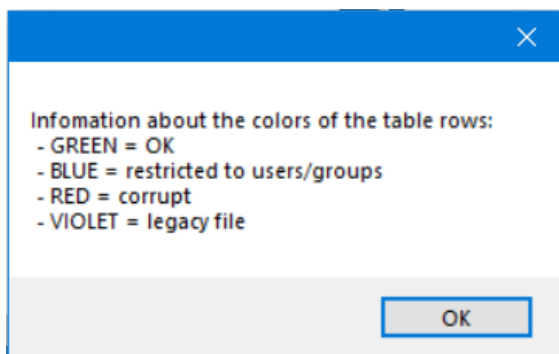 Infomation about the colors of the table rows:
- GREEN = OK
- BLUE = restricted to users/groups
- RED = corrupt
- VIOLET = legacy file
OK